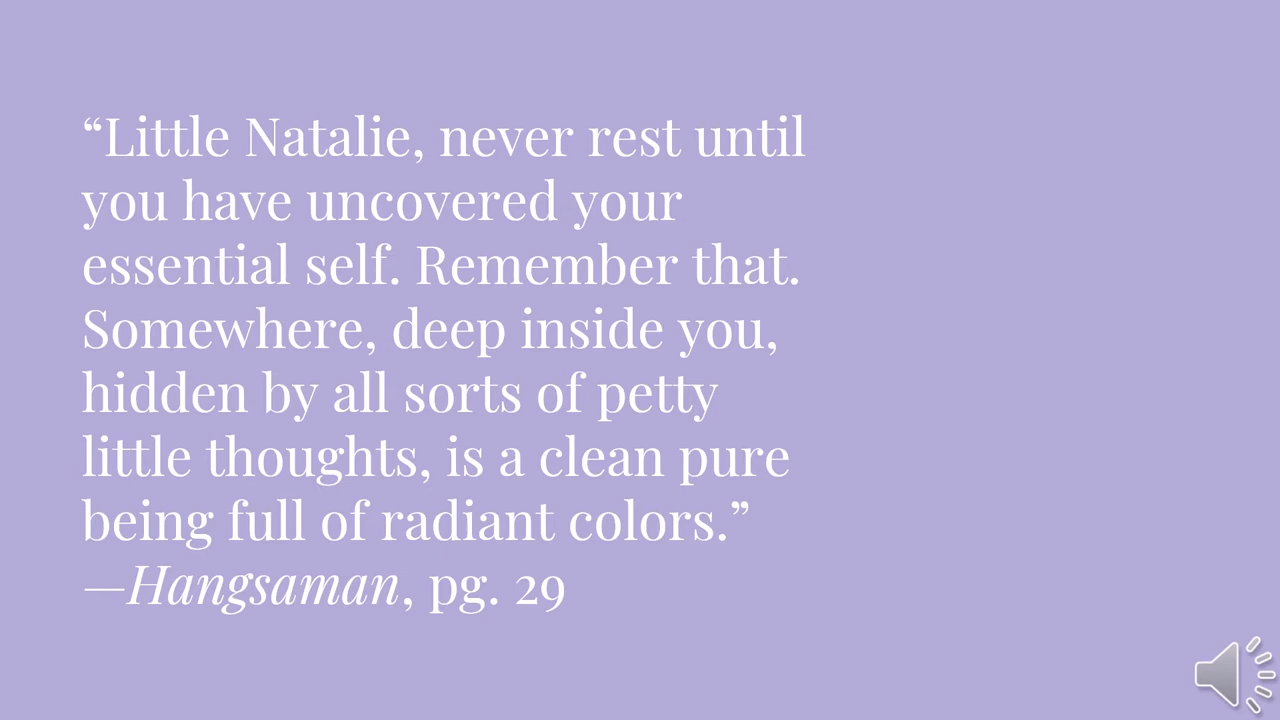 “Little Natalie, never rest until
you have uncovered your
essential self. Remember that.
Somewhere, deep inside you,
hidden by all sorts of petty
little thoughts, is a clean pure
being full of radiant colors.”
—Hangsaman, pg. 29